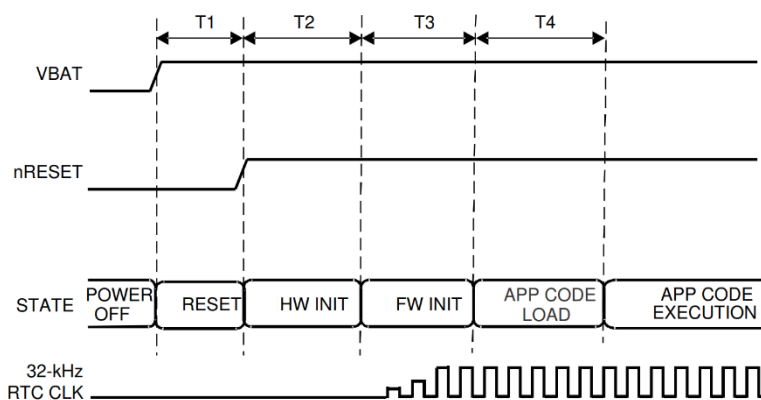 T1 T2 T3 T4
VBAT
nRESET
STATE POWER OFF RESET HW INIT FW INIT APP CODE LOAD APP CODE EXECUTION
32-kHz
RTC CLK